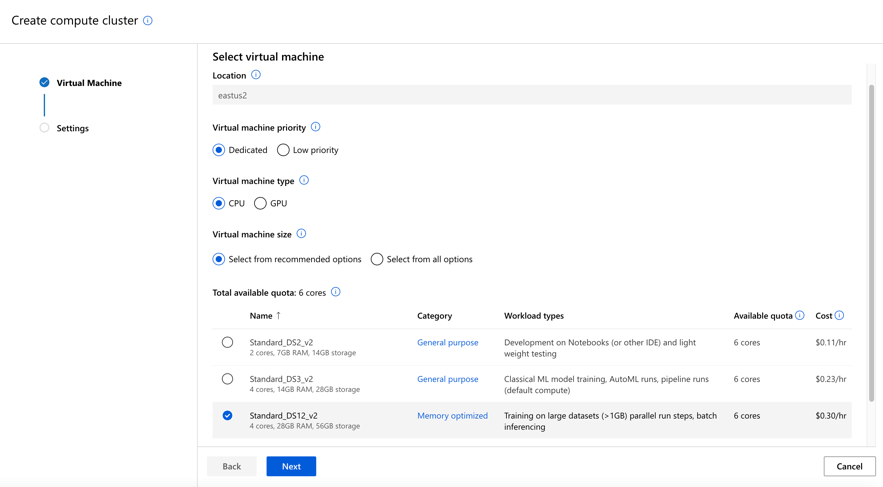 Create compute cluster
Virtual Machine
Settings
Select virtual machine
Location
eastus2
Virtual machine priority
Dedicated Low priority
Virtual machine type
CPU GPU
Virtual machine size
Select from recommended options Select from all options
Total available quota: 6 cores
Name ↑ Category Workload types Available quota Cost
Standard_DS2_v2 General purpose Development on Notebooks (or other IDE) and light 6 cores $0.11/hr
2 cores, 7GB RAM, 14GB storage weight testing
Standard_DS3_v2 General purpose Classical ML model training, AutoML runs, pipeline runs 6 cores $0.23/hr
4 cores, 14GB RAM, 28GB storage (default compute)
Standard_DS12_v2 Memory optimized Training on large datasets (>1GB) parallel run steps, batch 6 cores $0.30/hr
4 cores, 28GB RAM, 56GB storage inferencing
Back Next Cancel